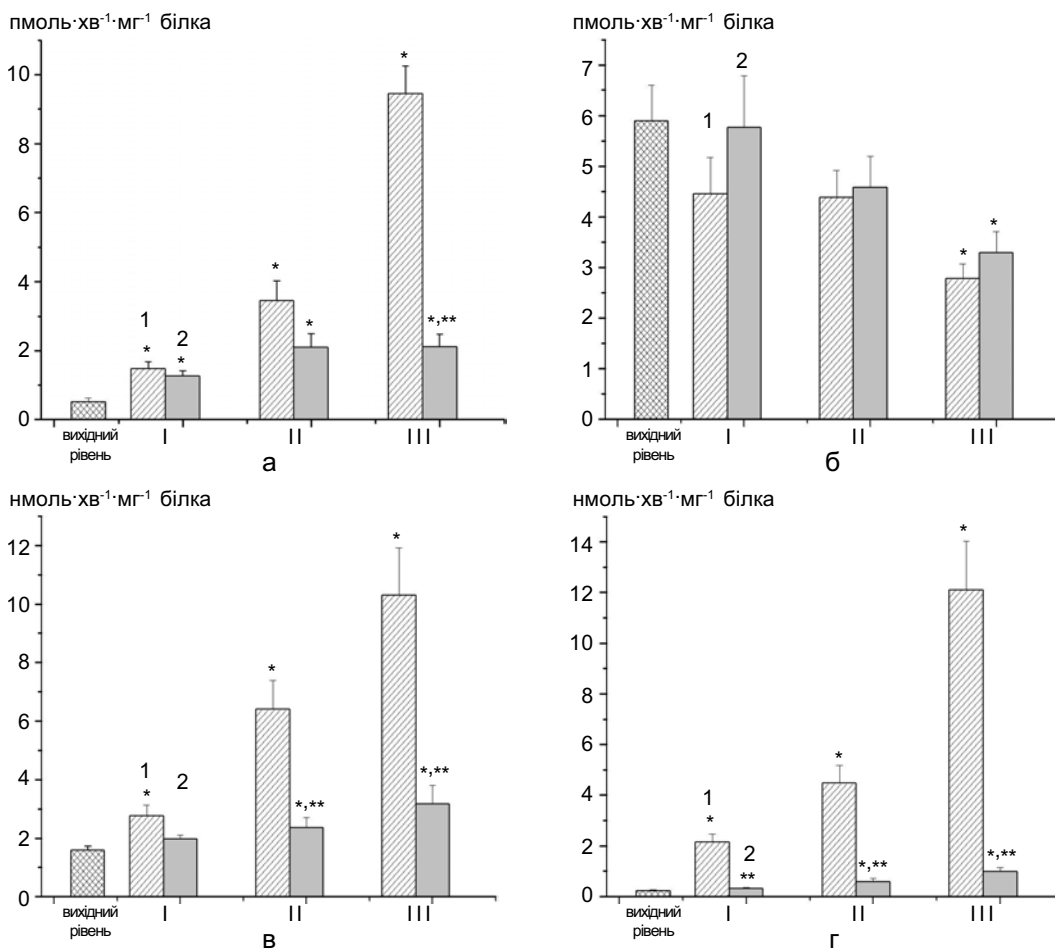 пмоль·хв⁻¹·мг⁻¹ білка
10
8
6
4
2
0
1
*
2
*
*
*
*
*,**
вихідний рівень
I
II
III
а
пмоль·хв⁻¹·мг⁻¹ білка
7
6
5
4
3
2
1
0
1
2
*
*
вихідний рівень
I
II
III
б
нмоль·хв⁻¹·мг⁻¹ білка
12
10
8
6
4
2
0
1
*
2
*
*,**
*
*,**
вихідний рівень
I
II
III
в
нмоль·хв⁻¹·мг⁻¹ білка
14
12
10
8
6
4
2
0
1
*
2
**
*
*,**
*
*,**
вихідний рівень
I
II
III
г